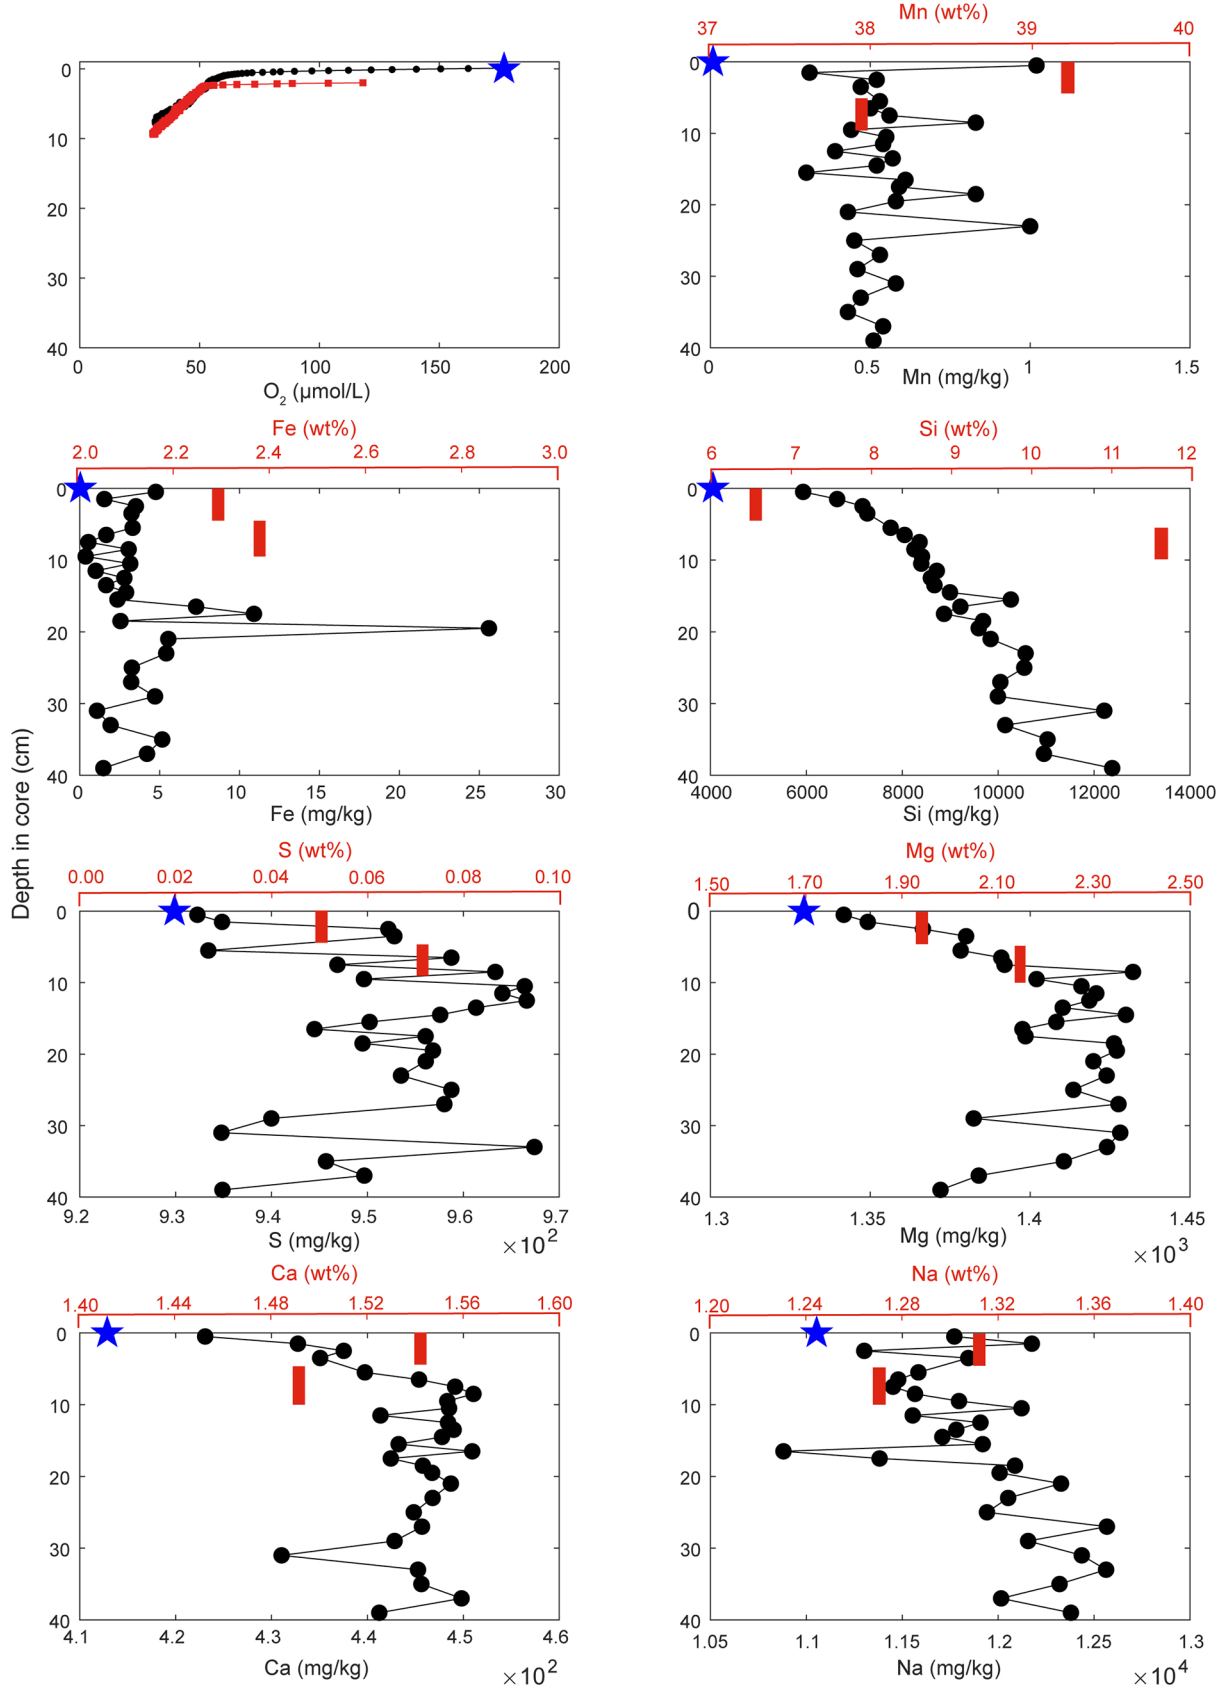 Mn (wt%)
37 38 39 40
0
10
20
30
40
0 50 100 150 200
O2 (µmol/L)
0
10
20
30
40
0 0.5 1 1.5
Mn (mg/kg)
Fe (wt%)
2.0 2.2 2.4 2.6 2.8 3.0
0
10
20
30
40
0 5 10 15 20 25 30
Fe (mg/kg)
Si (wt%)
6 7 8 9 10 11 12
0
10
20
30
40
4000 6000 8000 10000 12000 14000
Si (mg/kg)
Depth in core (cm)
S (wt%)
0.00 0.02 0.04 0.06 0.08 0.10
0
10
20
30
40
9.2 9.3 9.4 9.5 9.6 9.7
S (mg/kg)
×10²
Mg (wt%)
1.50 1.70 1.90 2.10 2.30 2.50
0
10
20
30
40
1.3 1.35 1.4 1.45
Mg (mg/kg)
×10³
Ca (wt%)
1.40 1.44 1.48 1.52 1.56 1.60
0
10
20
30
40
4.1 4.2 4.3 4.4 4.5 4.6
Ca (mg/kg)
×10²
Na (wt%)
1.20 1.24 1.28 1.32 1.36 1.40
0
10
20
30
40
1.05 1.1 1.15 1.2 1.25 1.3
Na (mg/kg)
×10⁴